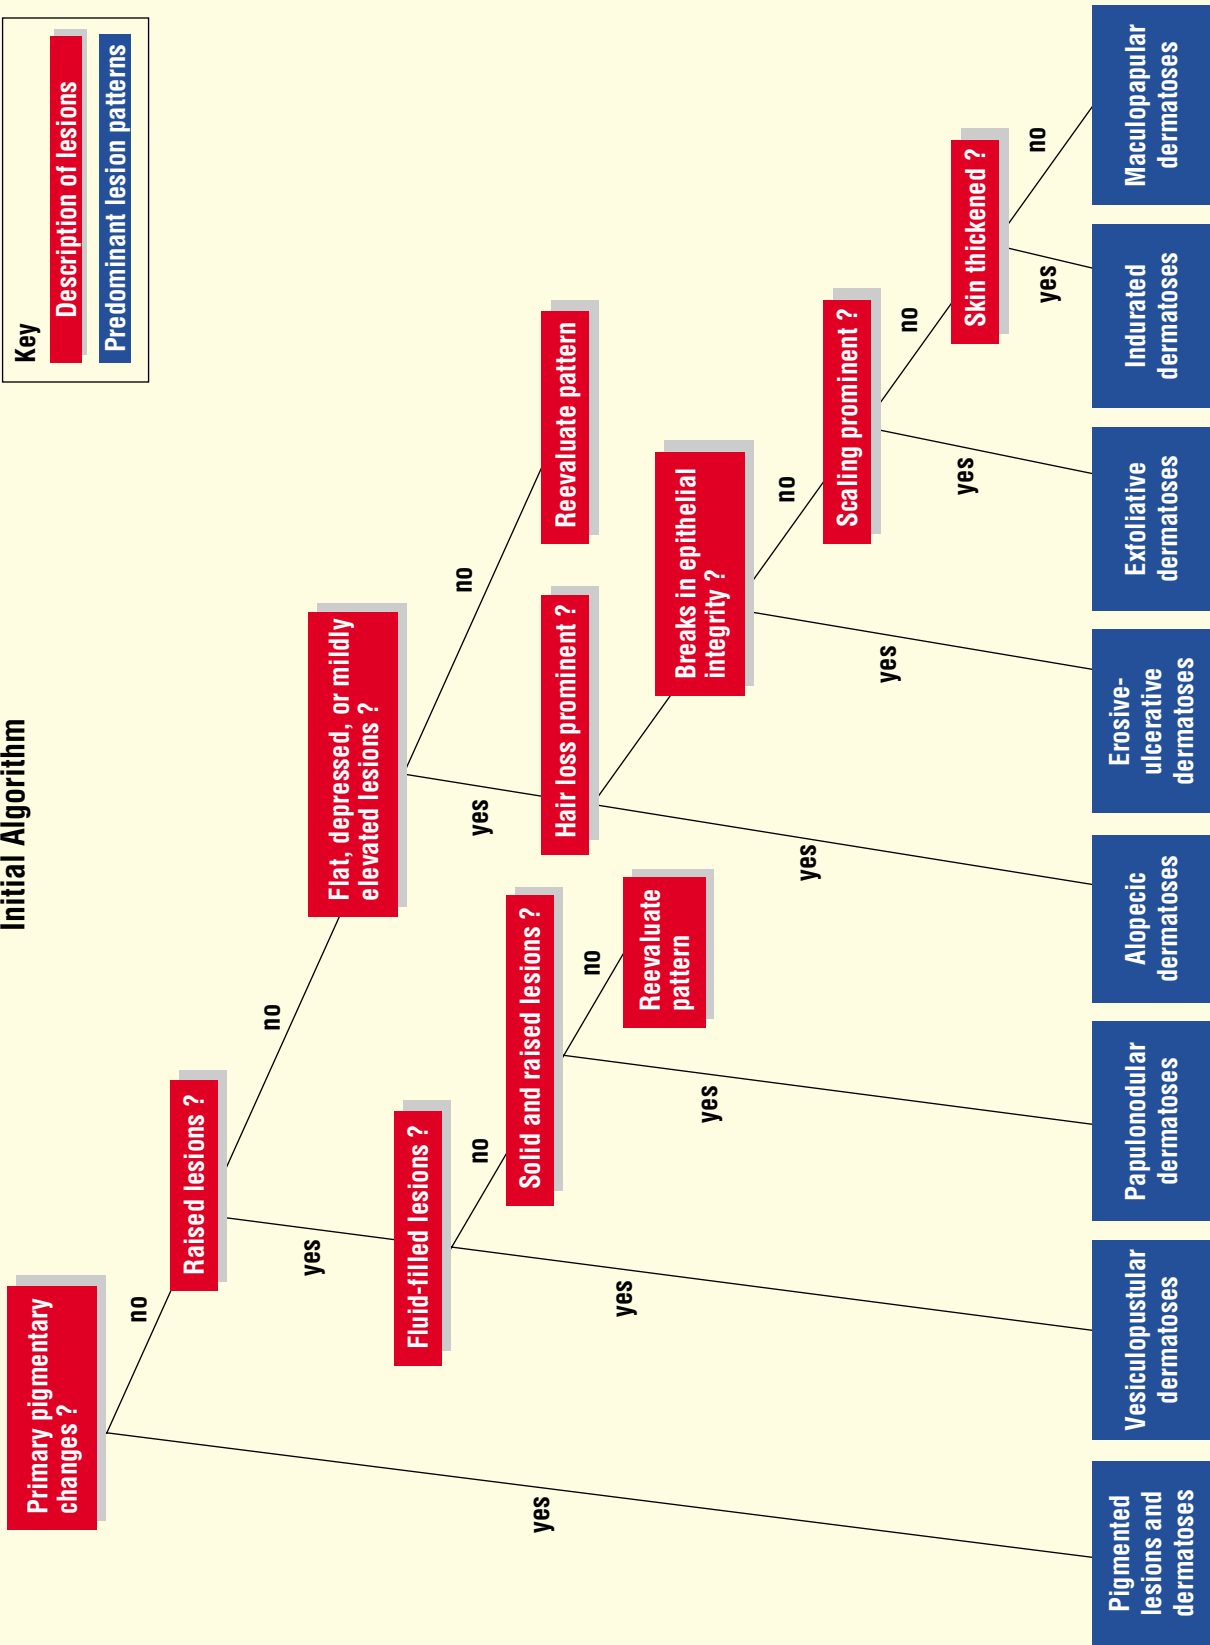 Initial Algorithm
Key
Description of lesions
Predominant lesion patterns
Primary pigmentary
changes ?
no
yes
Raised lesions ?
no
yes
Flat, depressed, or mildly
elevated lesions ?
no
yes
Fluid-filled lesions ?
no
yes
Solid and raised lesions ?
no
yes
Reevaluate
pattern
Hair loss prominent ?
yes
Reevaluate pattern
Breaks in epithelial
integrity ?
no
yes
Scaling prominent ?
no
yes
Skin thickened ?
no
yes
Pigmented
lesions and
dermatoses
Vesiculopustular
dermatoses
Papulonodular
dermatoses
Alopecic
dermatoses
Erosive-
ulcerative
dermatoses
Exfoliative
dermatoses
Indurated
dermatoses
Maculopapular
dermatoses